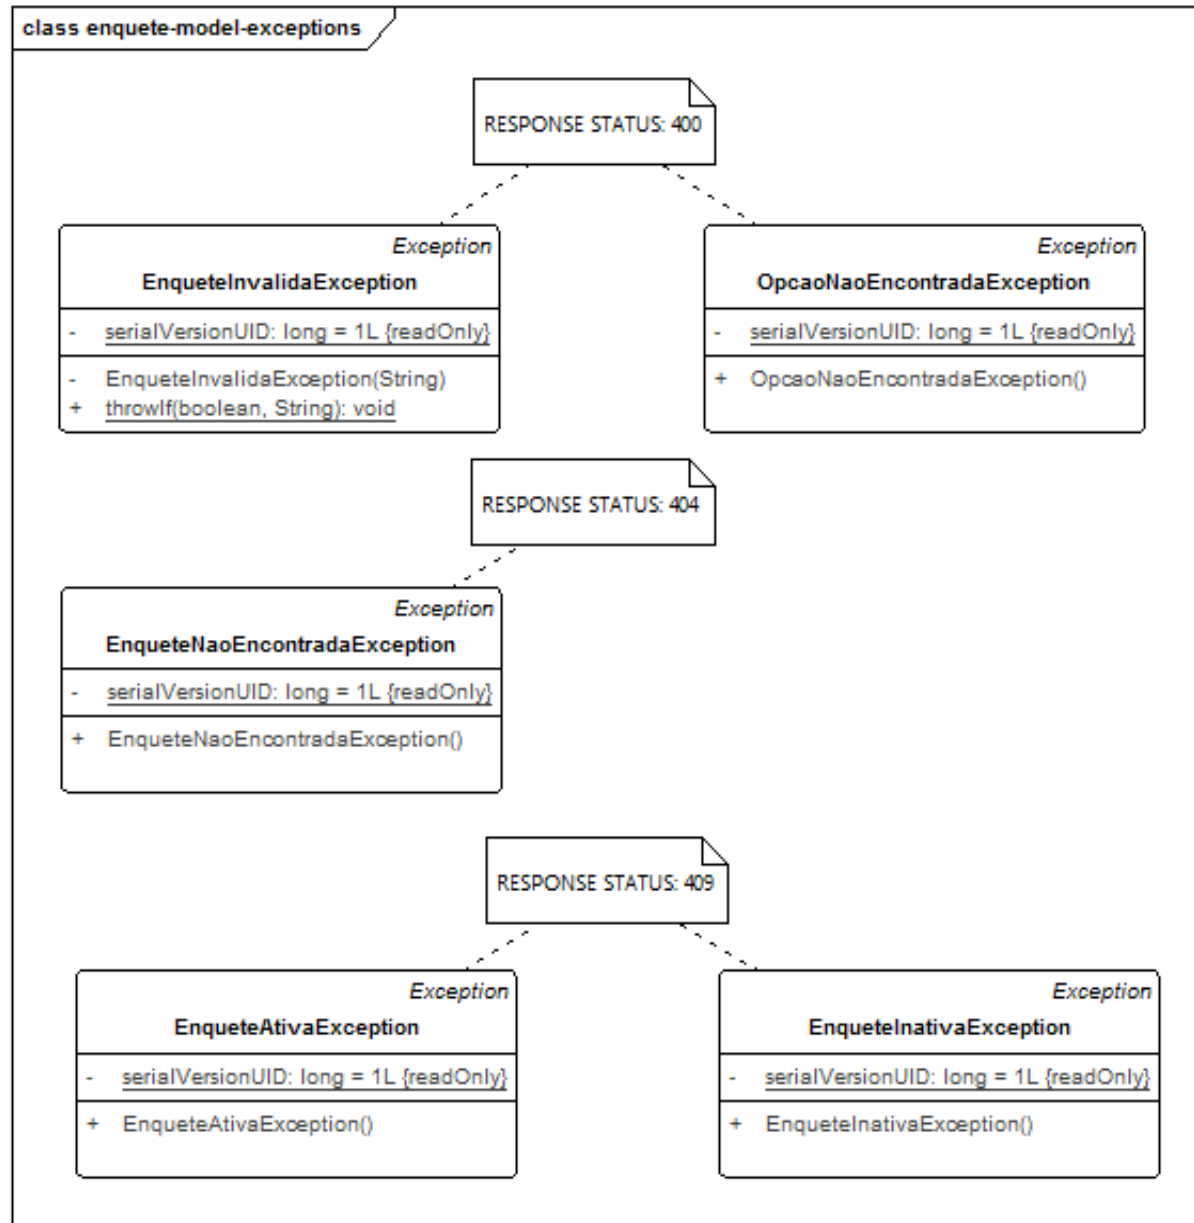 class enquete-model-exceptions
RESPONSE STATUS: 400
Exception
EnqueteInvalidaException
- serialVersionUID: long = 1L {readOnly}
- EnqueteInvalidaException(String)
+ throwIf(boolean, String): void
Exception
OpcaoNaoEncontradaException
- serialVersionUID: long = 1L {readOnly}
+ OpcaoNaoEncontradaException()
RESPONSE STATUS: 404
Exception
EnqueteNaoEncontradaException
- serialVersionUID: long = 1L {readOnly}
+ EnqueteNaoEncontradaException()
RESPONSE STATUS: 409
Exception
EnqueteAtivaException
- serialVersionUID: long = 1L {readOnly}
+ EnqueteAtivaException()
Exception
EnqueteInativaException
- serialVersionUID: long = 1L {readOnly}
+ EnqueteInativaException()